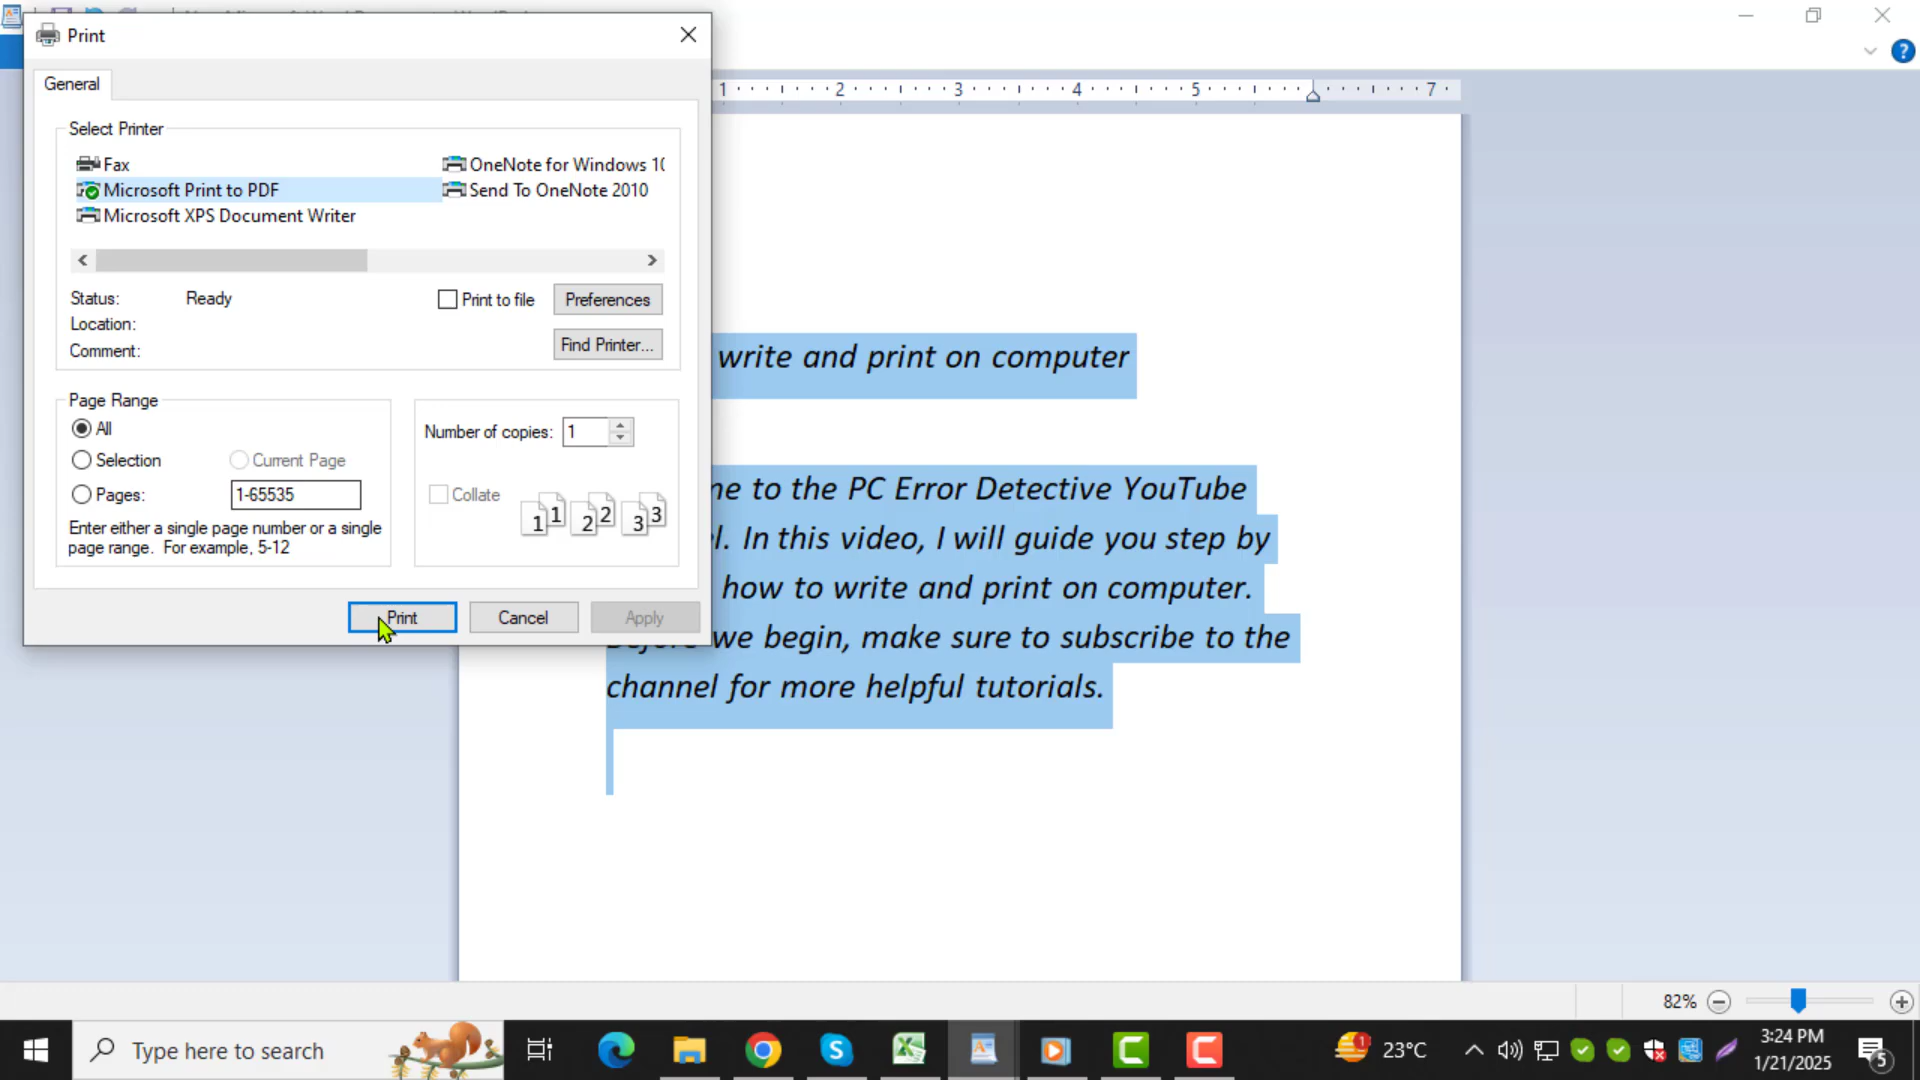 Print
General
Select Printer
Fax
Microsoft Print to PDF
Microsoft XPS Document Writer
OneNote for Windows 10
Send To OneNote 2010
Status: Ready
Location:
Comment:
Print to file
Preferences
Find Printer...
Page Range
All
Selection
Current Page
Pages: 1-65535
Enter either a single page number or a single
page range. For example, 5-12
Number of copies: 1
Collate
1 1 2 2 3 3
Print
Cancel
Apply
1 2 3 4 5 7
write and print on computer
to the PC Error Detective YouTube
In this video, I will guide you step by
how to write and print on computer.
we begin, make sure to subscribe to the
channel for more helpful tutorials.
82%
Type here to search
23°C
3:24 PM
1/21/2025
5